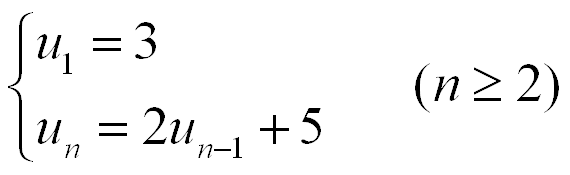 u₁ = 3
uₙ = 2uₙ₋₁ + 5 (n ≥ 2)